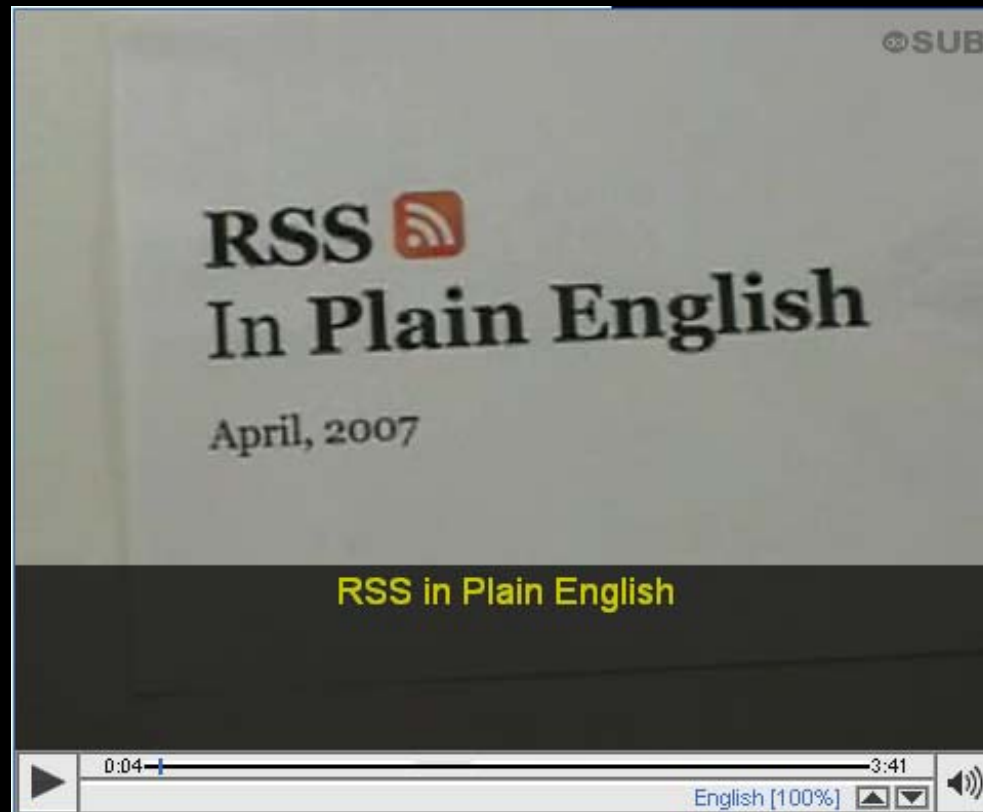 SUB
RSS
In Plain English
April, 2007
RSS in Plain English
0:04
3:41
English [100%]